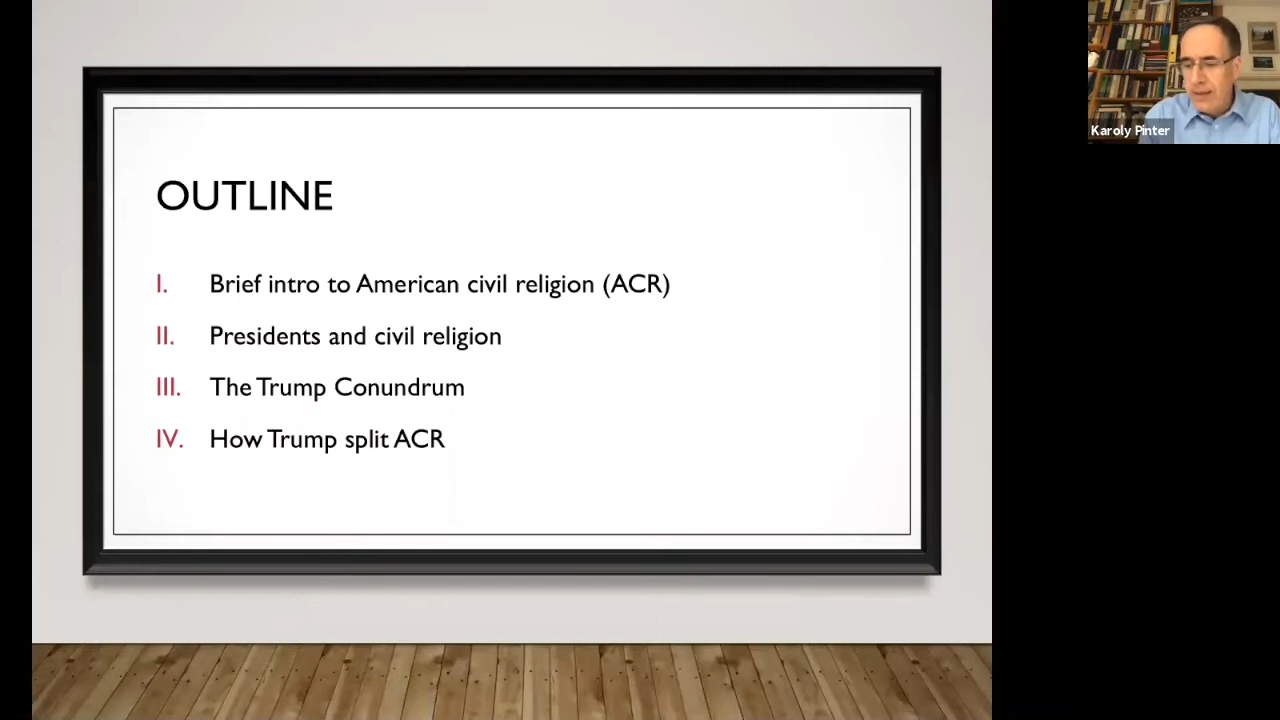 OUTLINE
I. Brief intro to American civil religion (ACR)
II. Presidents and civil religion
III. The Trump Conundrum
IV. How Trump split ACR
Karoly Pinter